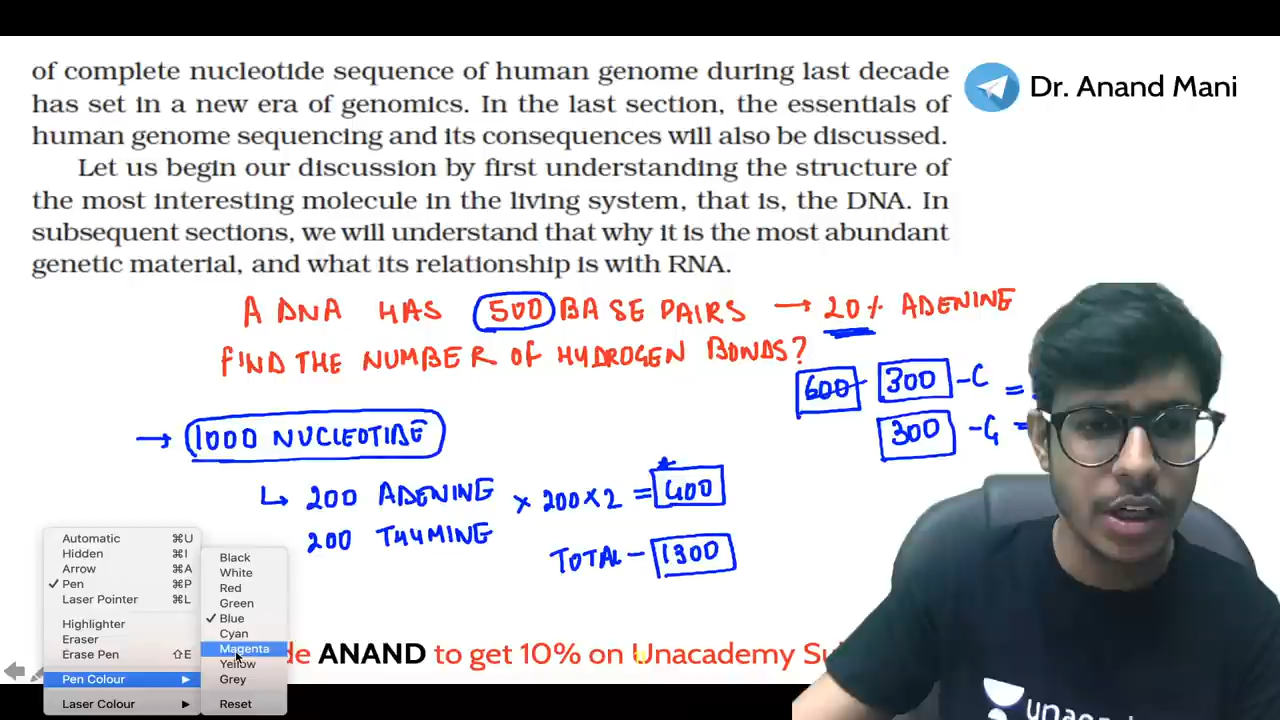 of complete nucleotide sequence of human genome during last decade
has set in a new era of genomics. In the last section, the essentials of
human genome sequencing and its consequences will also be discussed.
Let us begin our discussion by first understanding the structure of
the most interesting molecule in the living system, that is, the DNA. In
subsequent sections, we will understand that why it is the most abundant
genetic material, and what its relationship is with RNA.
Dr. Anand Mani
A DNA HAS 500 BASE PAIRS → 20% ADENINE
FIND THE NUMBER OF HYDROGEN BONDS?
600 300 -C =
300 -G =
→ 1000 NUCLEOTIDE
↳ 200 ADENING × 200×2 = 400
200 THYMING
TOTAL - 1300
Automatic ⌘U
Hidden ⌘I
Arrow ⌘A
✓ Pen ⌘P
Laser Pointer ⌘L
Highlighter
Eraser
Erase Pen ⇧E
Pen Colour ▶
Laser Colour ▶
Black
White
Red
Green
✓ Blue
Cyan
Magenta
Yellow
Grey
Reset
de ANAND to get 10% on Unacademy Su
una